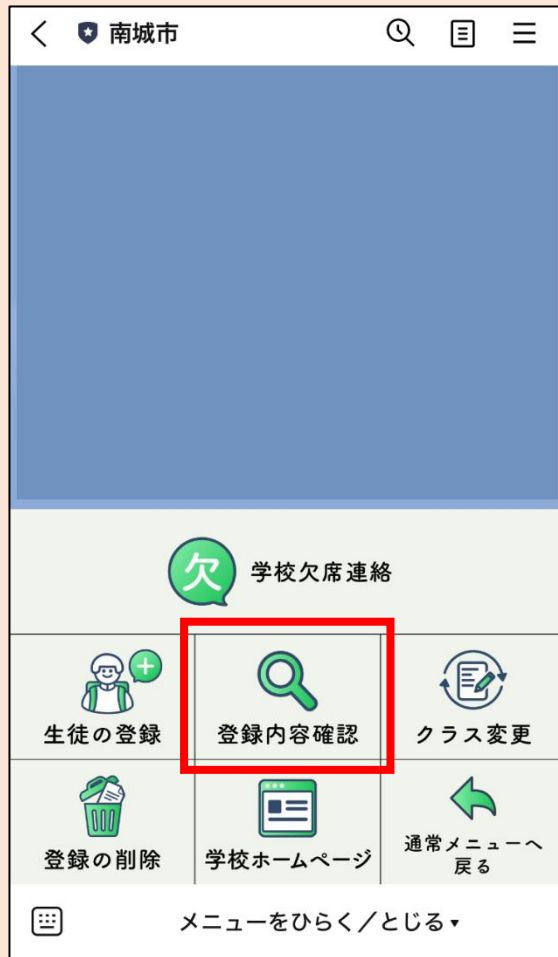 南城市
欠 学校欠席連絡
生徒の登録
登録内容確認
クラス変更
登録の削除
学校ホームページ
通常メニューへ
戻る
メニューをひらく／とじる▼